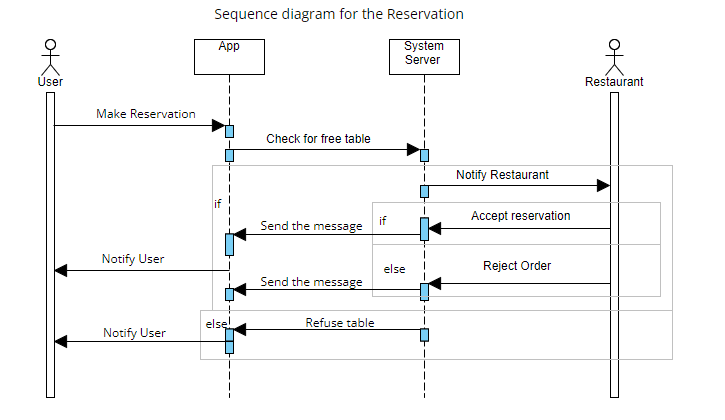 Sequence diagram for the Reservation
App
System
Server
User
Restaurant
Make Reservation
Check for free table
Notify Restaurant
if
if
Accept reservation
Send the message
Notify User
else
Reject Order
Send the message
else
Refuse table
Notify User